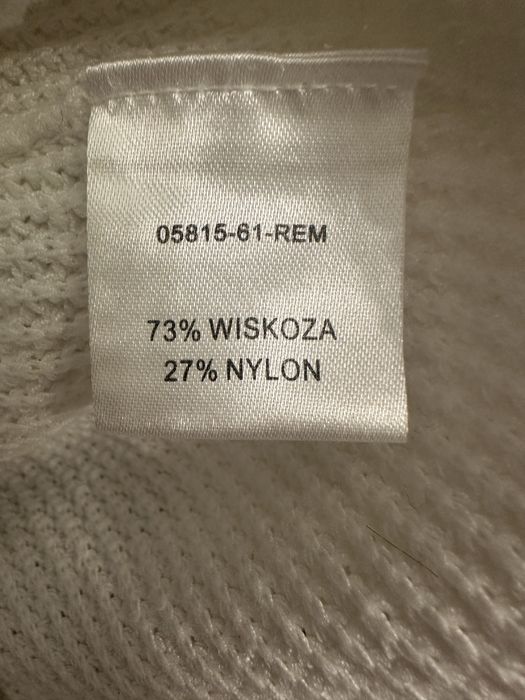 05815-61-REM
73% WISKOZA
27% NYLON